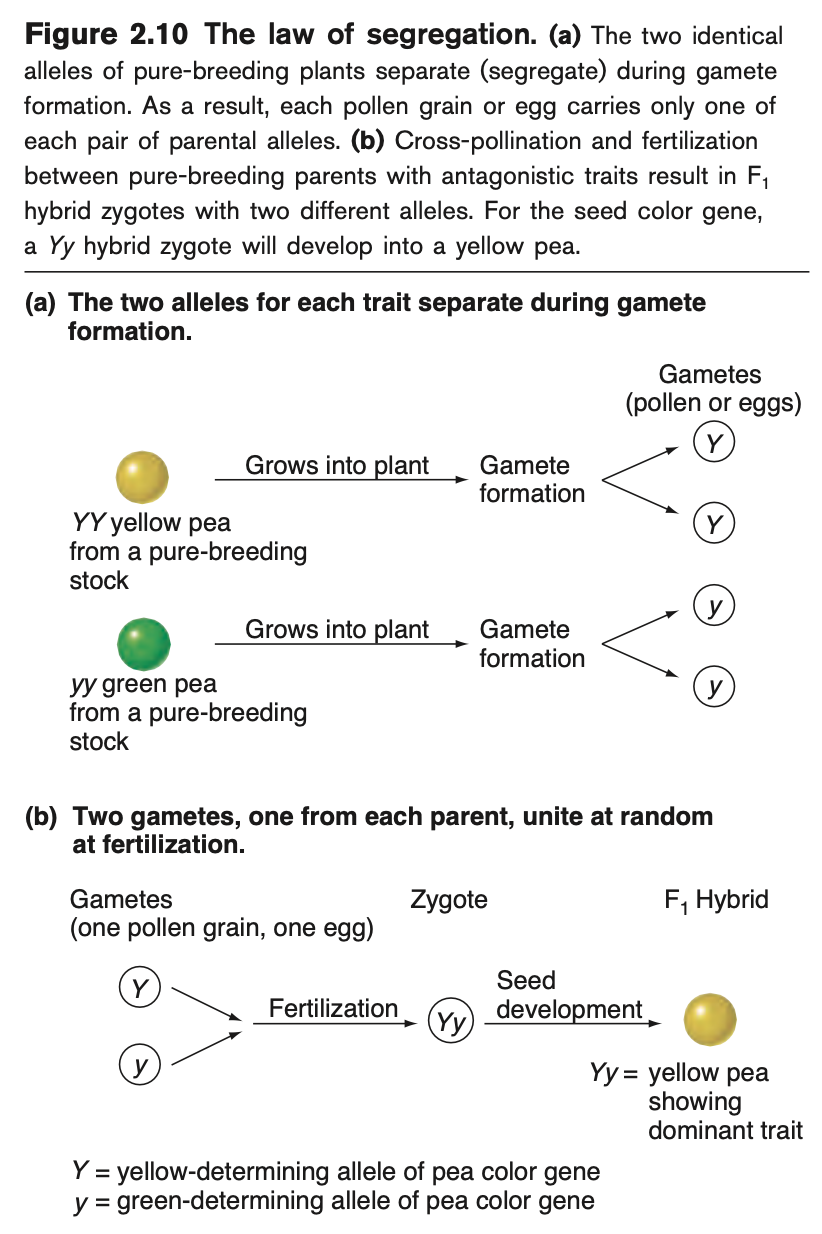 Figure 2.10 The law of segregation. (a) The two identical
alleles of pure-breeding plants separate (segregate) during gamete
formation. As a result, each pollen grain or egg carries only one of
each pair of parental alleles. (b) Cross-pollination and fertilization
between pure-breeding parents with antagonistic traits result in F₁
hybrid zygotes with two different alleles. For the seed color gene,
a Yy hybrid zygote will develop into a yellow pea.
(a) The two alleles for each trait separate during gamete
formation.
Gametes
(pollen or eggs)
Y
Grows into plant
Gamete
formation
Y
YY yellow pea
from a pure-breeding
stock
y
Grows into plant
Gamete
formation
y
yy green pea
from a pure-breeding
stock
(b) Two gametes, one from each parent, unite at random
at fertilization.
Gametes
(one pollen grain, one egg)
Zygote
F₁ Hybrid
Y
y
Fertilization
Yy
Seed
development
Yy = yellow pea
showing
dominant trait
Y = yellow-determining allele of pea color gene
y = green-determining allele of pea color gene